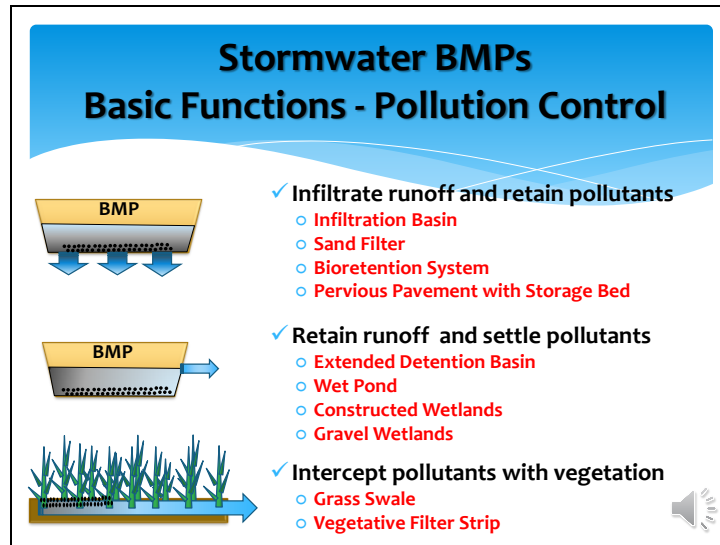 Stormwater BMPs
Basic Functions - Pollution Control
BMP
✓ Infiltrate runoff and retain pollutants
○ Infiltration Basin
○ Sand Filter
○ Bioretention System
○ Pervious Pavement with Storage Bed
BMP
✓ Retain runoff and settle pollutants
○ Extended Detention Basin
○ Wet Pond
○ Constructed Wetlands
○ Gravel Wetlands
✓ Intercept pollutants with vegetation
○ Grass Swale
○ Vegetative Filter Strip